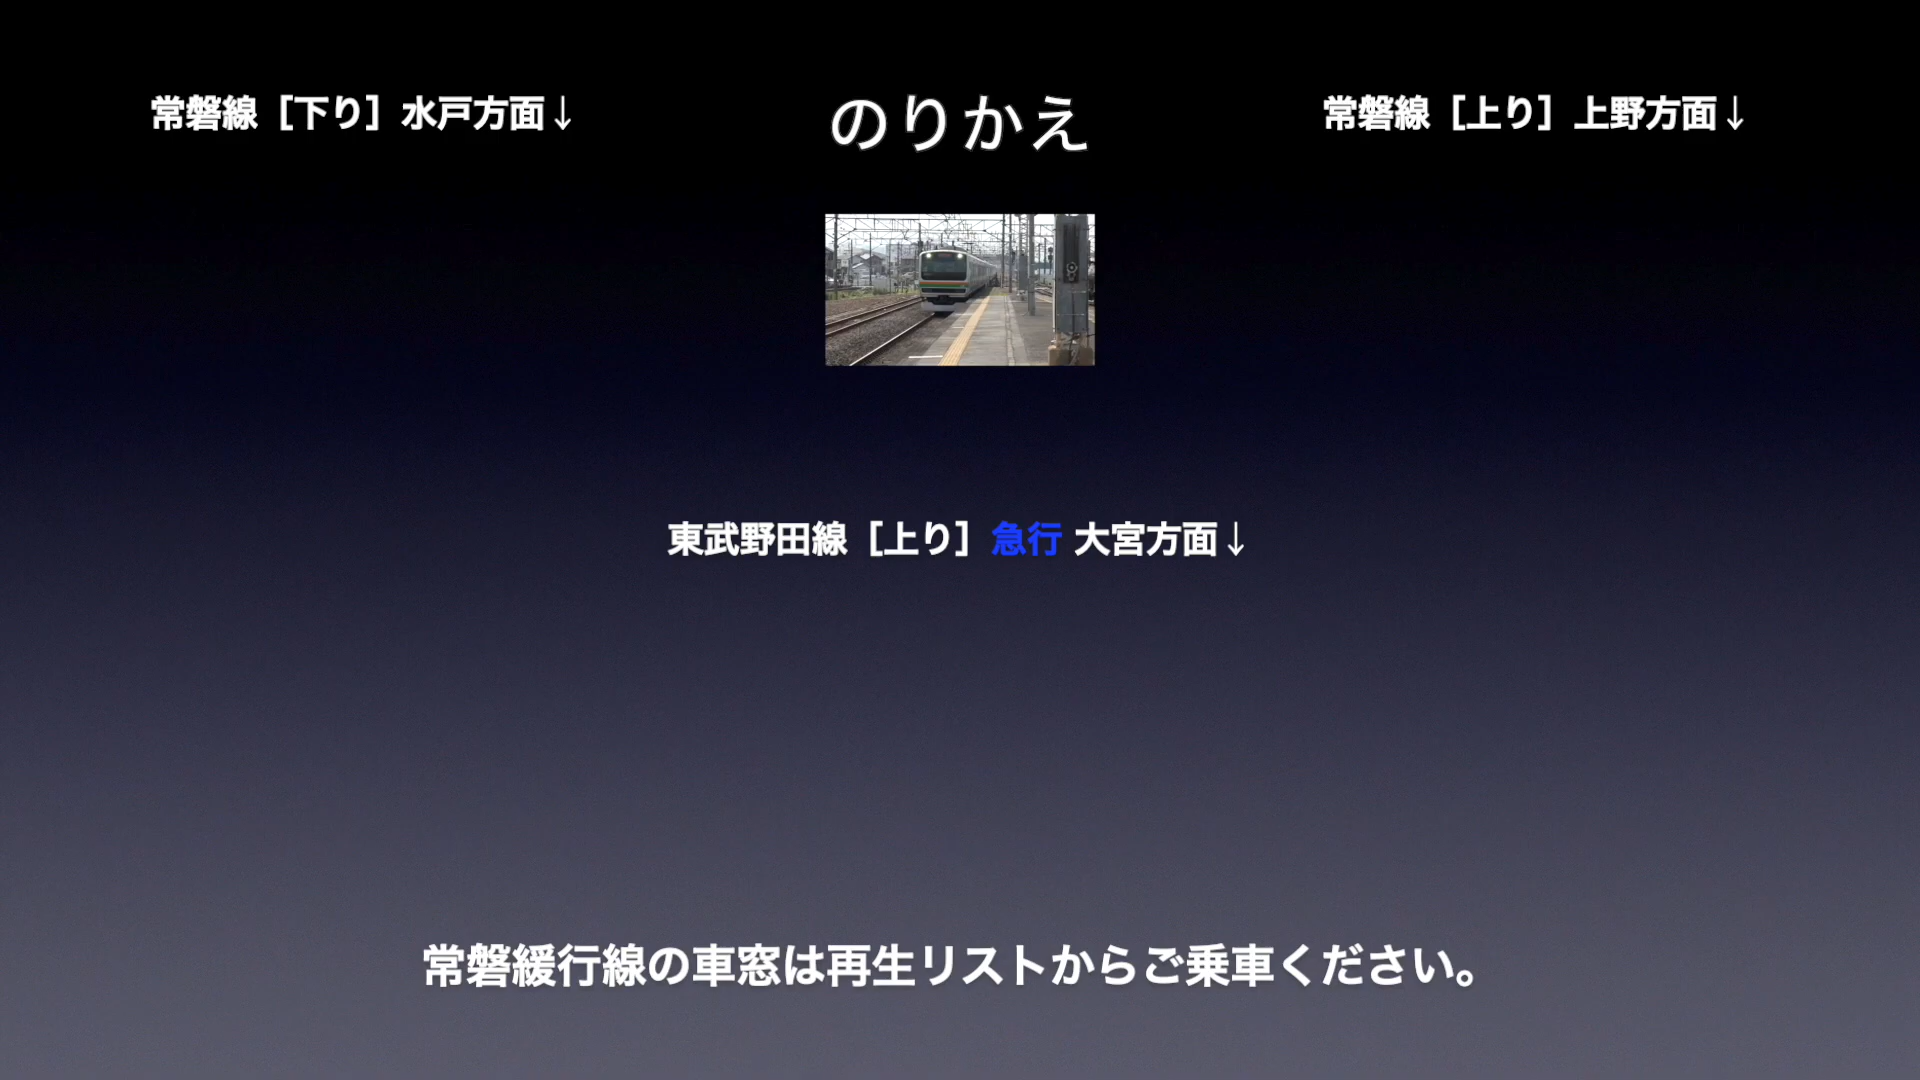 常磐線［下り］水戸方面↓
のりかえ
常磐線［上り］上野方面↓
東武野田線［上り］急行 大宮方面↓
常磐緩行線の車窓は再生リストからご乗車ください。